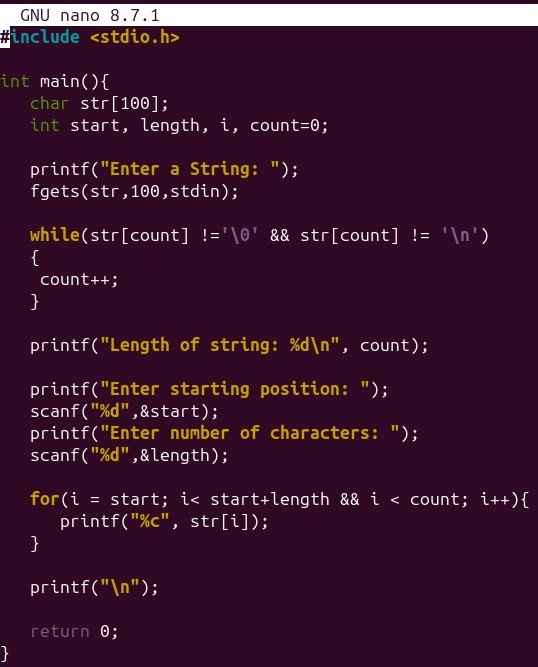 GNU nano 8.7.1
#include <stdio.h>

int main(){
   char str[100];
   int start, length, i, count=0;

   printf("Enter a String: ");
   fgets(str,100,stdin);

   while(str[count] !='\0' && str[count] != '\n')
   {
    count++;
   }

   printf("Length of string: %d\n", count);

   printf("Enter starting position: ");
   scanf("%d",&start);
   printf("Enter number of characters: ");
   scanf("%d",&length);

   for(i = start; i< start+length && i < count; i++){
      printf("%c", str[i]);
   }

   printf("\n");

   return 0;
}